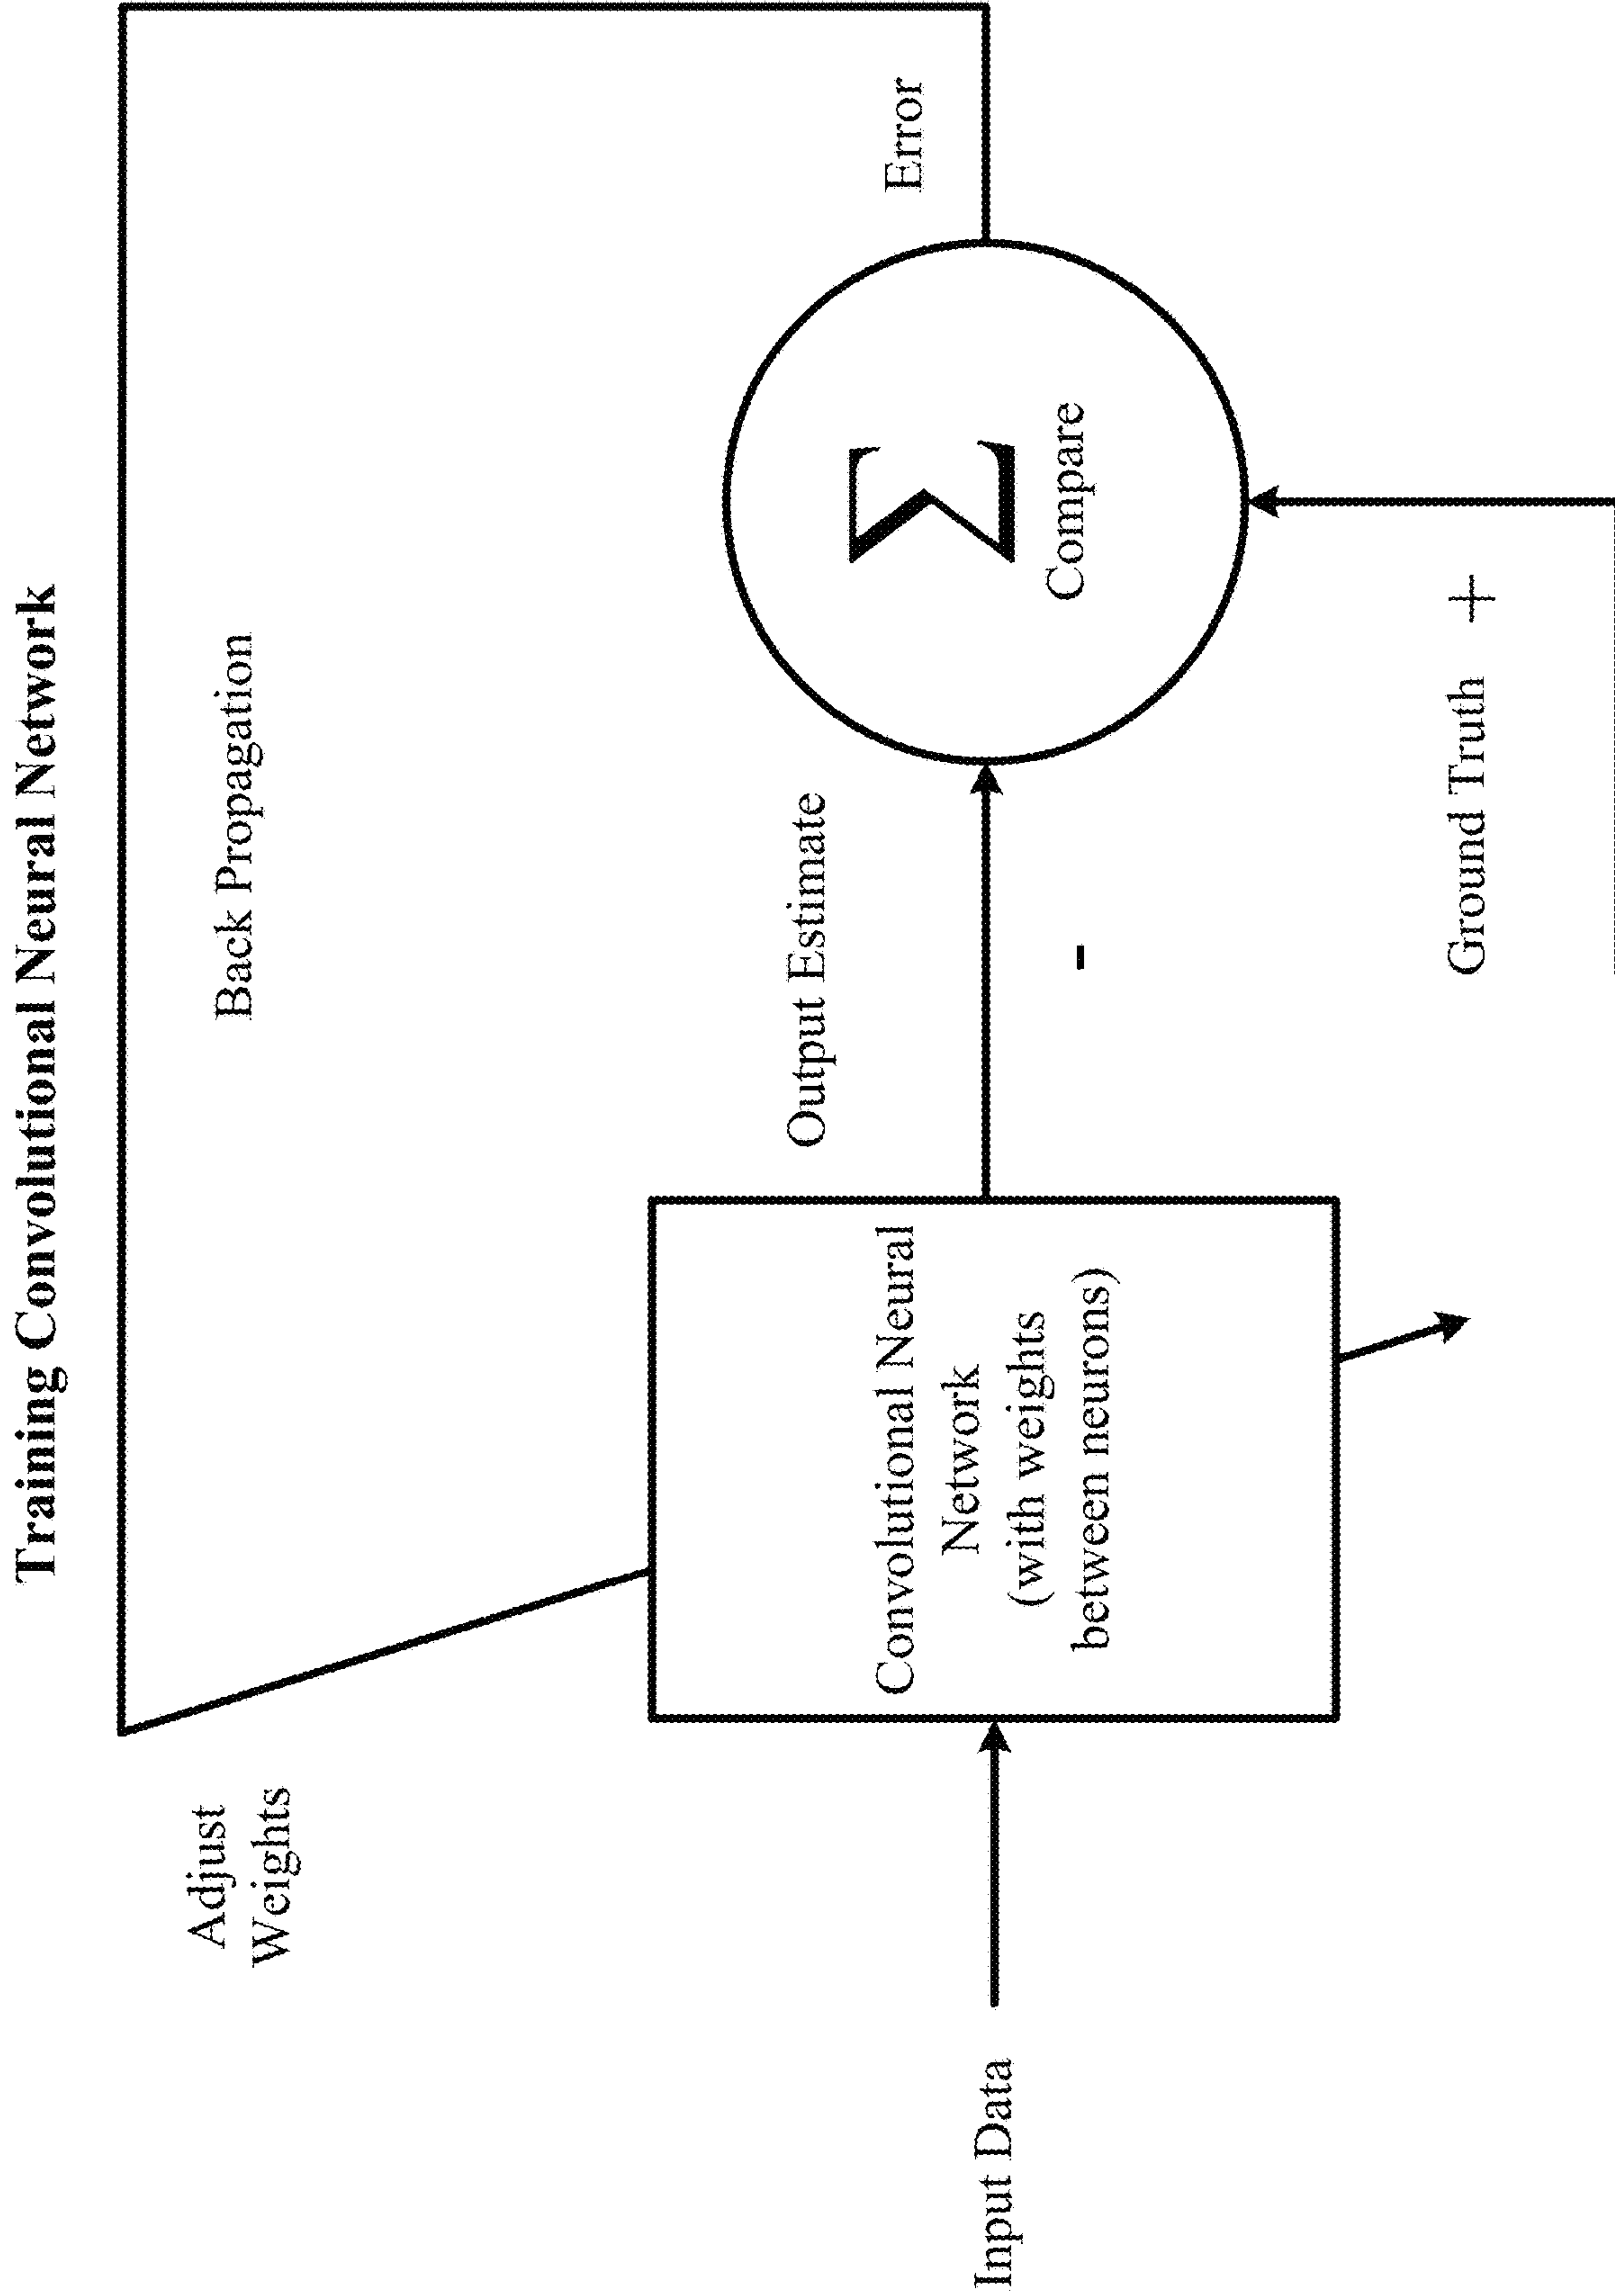 Training Convolutional Neural Network
Back Propagation
Adjust
Weights
Input Data
Convolutional Neural
Network
(with weights
between neurons)
Output Estimate
-
Σ
Compare
Error
Ground Truth +